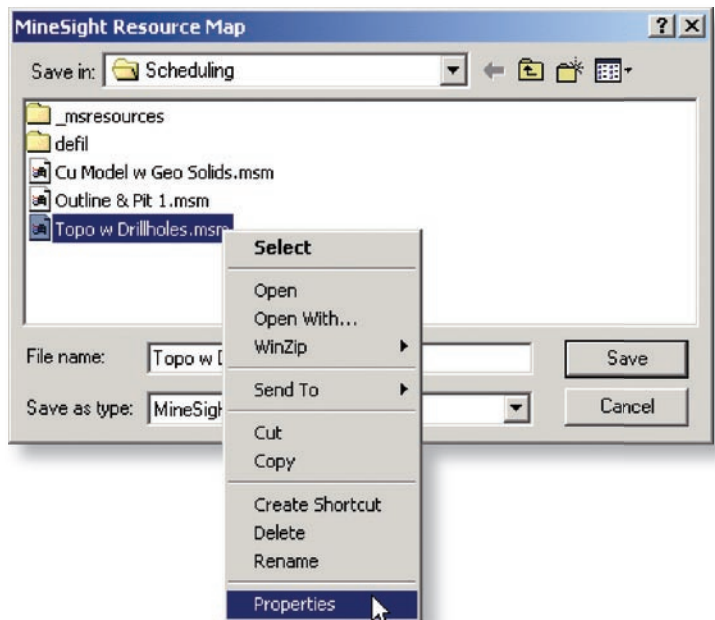 MineSight Resource Map
Save in: Scheduling
_msresources
defil
Cu Model w Geo Solids.msm
Outline & Pit 1.msm
Topo w Drillholes.msm
Select
Open
Open With...
WinZip
Send To
Cut
Copy
Create Shortcut
Delete
Rename
Properties
File name: Topo w
Save
Save as type:
Cancel